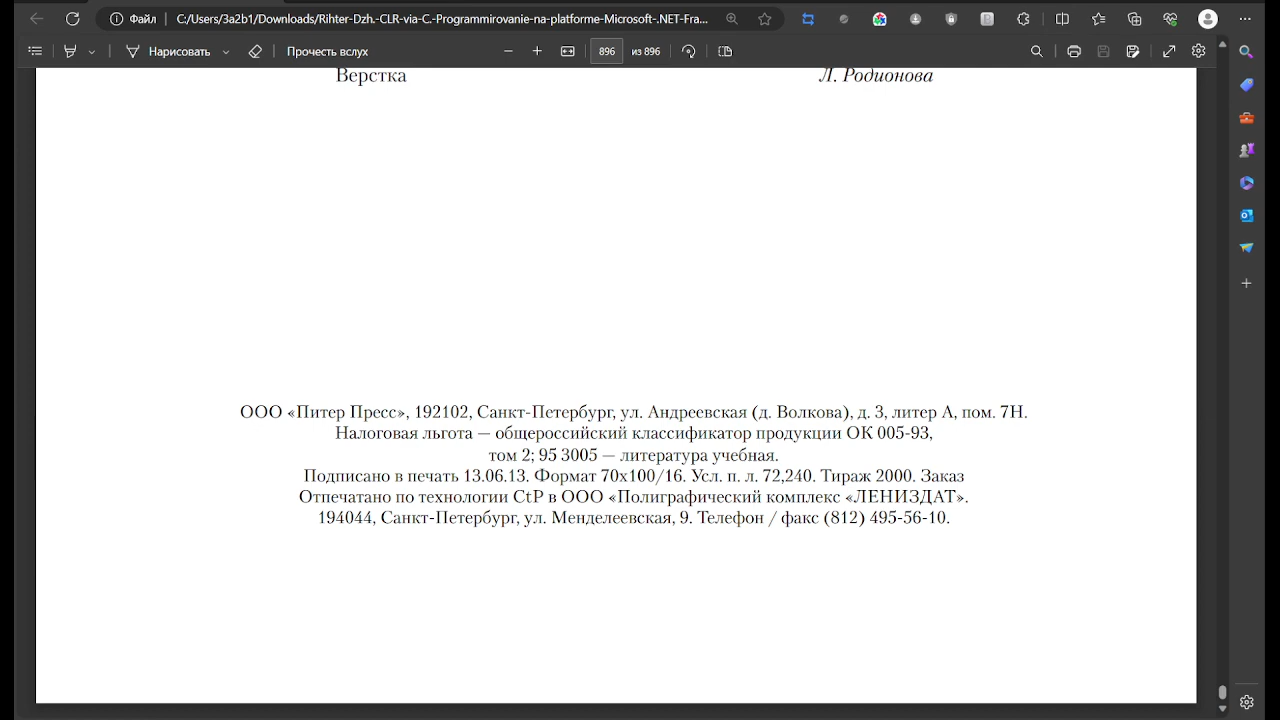 Файл
C:/Users/3a2b1/Downloads/Rihter-Dzh.-CLR-via-C.-Programmirovanie-na-platforme-Microsoft-.NET-Fra...
Нарисовать
Прочесть вслух
896
из 896
Верстка
Л. Родионова
ООО «Питер Пресс», 192102, Санкт-Петербург, ул. Андреевская (д. Волкова), д. 3, литер А, пом. 7Н.
Налоговая льгота — общероссийский классификатор продукции ОК 005-93,
том 2; 95 3005 — литература учебная.
Подписано в печать 13.06.13. Формат 70х100/16. Усл. п. л. 72,240. Тираж 2000. Заказ
Отпечатано по технологии CtP в ООО «Полиграфический комплекс «ЛЕНИЗДАТ».
194044, Санкт-Петербург, ул. Менделеевская, 9. Телефон / факс (812) 495-56-10.